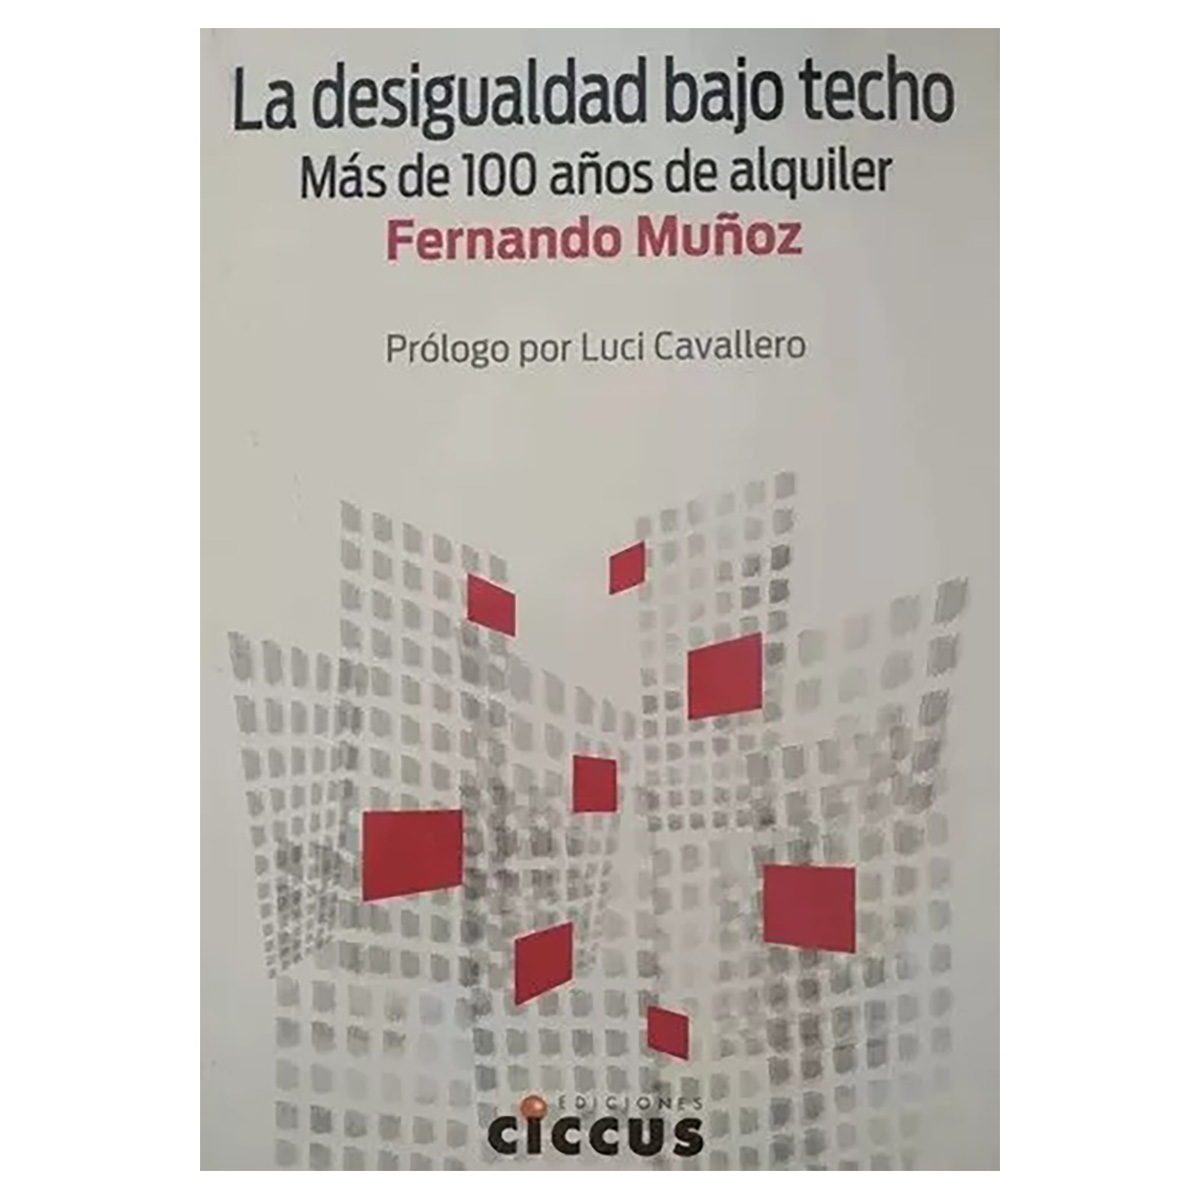 La desigualdad bajo techo
Más de 100 años de alquiler
Fernando Muñoz
Prólogo por Luci Cavallero
EDICIONES
CICCUS